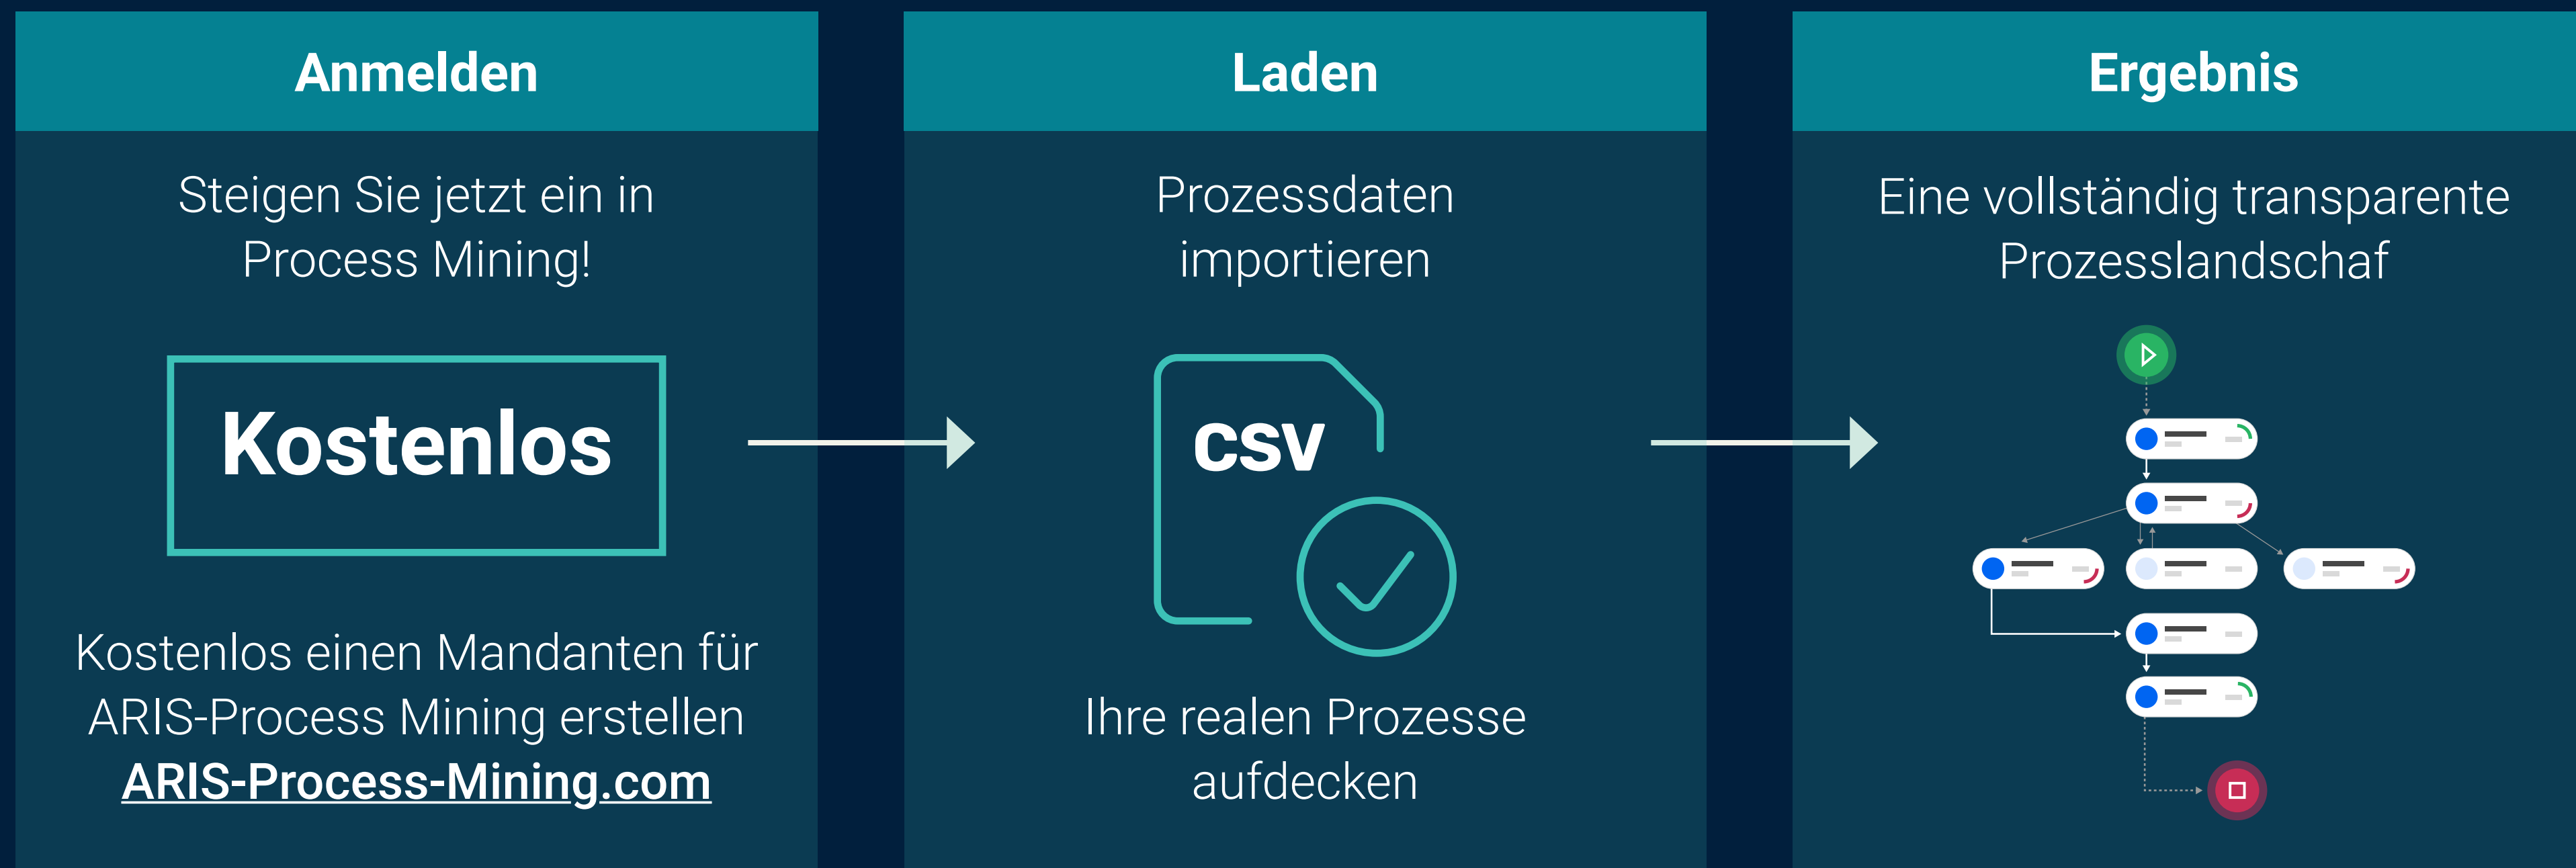 Anmelden
Steigen Sie jetzt ein in
Process Mining!
Kostenlos
Kostenlos einen Mandanten für
ARIS-Process Mining erstellen
ARIS-Process-Mining.com
Laden
Prozessdaten
importieren
CSV
Ihre realen Prozesse
aufdecken
Ergebnis
Eine vollständig transparente
Prozesslandschaf